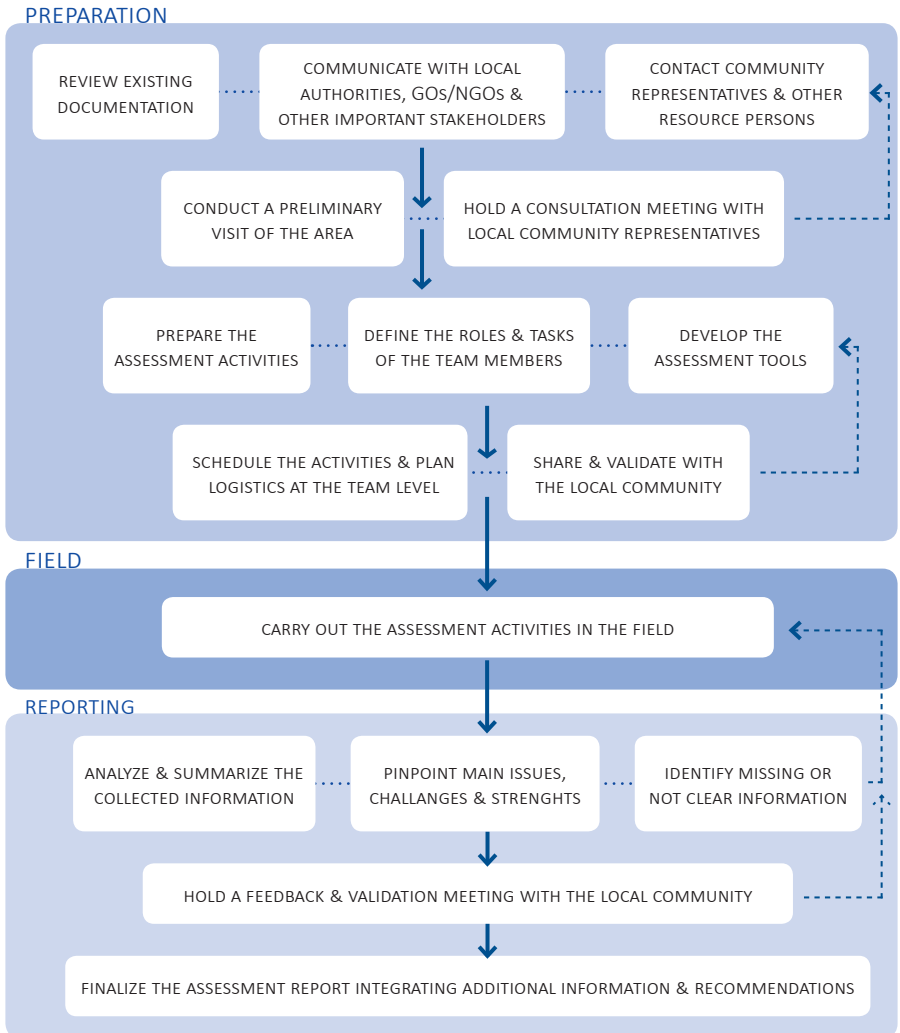 PREPARATION
REVIEW EXISTING
DOCUMENTATION
COMMUNICATE WITH LOCAL
AUTHORITIES, GOs/NGOs &
OTHER IMPORTANT STAKEHOLDERS
CONTACT COMMUNITY
REPRESENTATIVES & OTHER
RESOURCE PERSONS
CONDUCT A PRELIMINARY
VISIT OF THE AREA
HOLD A CONSULTATION MEETING WITH
LOCAL COMMUNITY REPRESENTATIVES
PREPARE THE
ASSESSMENT ACTIVITIES
DEFINE THE ROLES & TASKS
OF THE TEAM MEMBERS
DEVELOP THE
ASSESSMENT TOOLS
SCHEDULE THE ACTIVITIES & PLAN
LOGISTICS AT THE TEAM LEVEL
SHARE & VALIDATE WITH
THE LOCAL COMMUNITY
FIELD
CARRY OUT THE ASSESSMENT ACTIVITIES IN THE FIELD
REPORTING
ANALYZE & SUMMARIZE THE
COLLECTED INFORMATION
PINPOINT MAIN ISSUES,
CHALLANGES & STRENGHTS
IDENTIFY MISSING OR
NOT CLEAR INFORMATION
HOLD A FEEDBACK & VALIDATION MEETING WITH THE LOCAL COMMUNITY
FINALIZE THE ASSESSMENT REPORT INTEGRATING ADDITIONAL INFORMATION & RECOMMENDATIONS